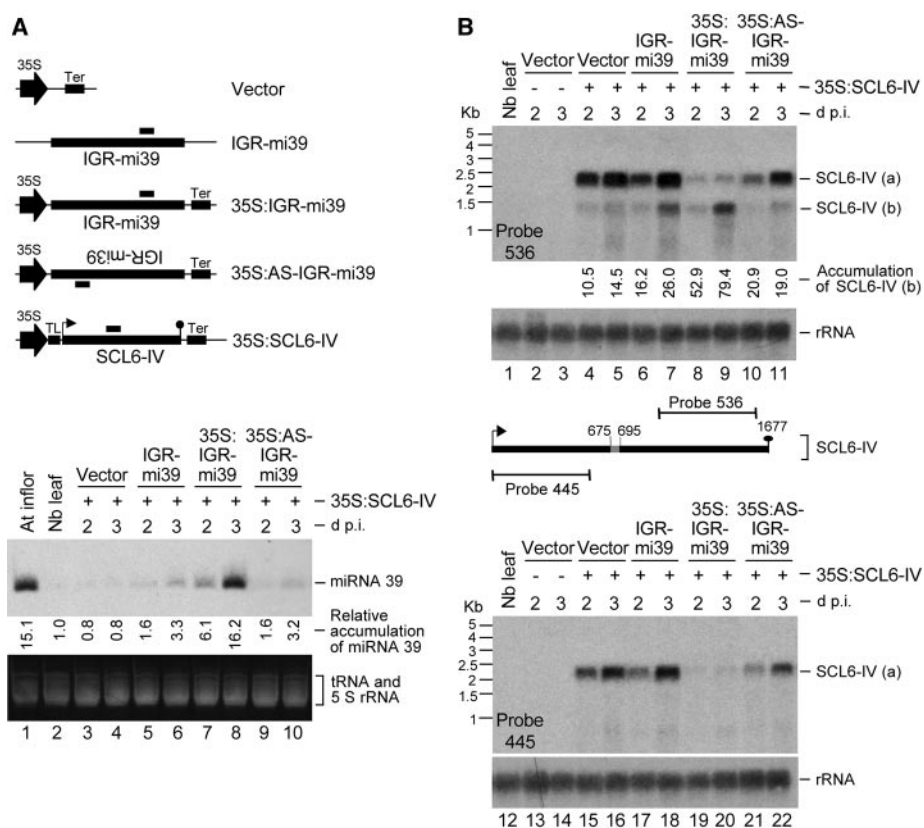 A
35S
Ter
Vector
IGR-mi39
IGR-mi39
35S
Ter
IGR-mi39
35S:IGR-mi39
35S
IGR-mi39
Ter
35S:AS-IGR-mi39
35S
TL
Ter
SCL6-IV
35S:SCL6-IV
At inflor
Nb leaf
Vector
IGR-
mi39
35S:
IGR-
mi39
35S:AS-
IGR-
mi39
+ + + + + + + +
35S:SCL6-IV
2 3 2 3 2 3 2 3
d p.i.
miRNA 39
15.1 1.0 0.8 0.8 1.6 3.3 6.1 16.2 1.6 3.2
Relative
accumulation
of miRNA 39
tRNA and
5 S rRNA
1 2 3 4 5 6 7 8 9 10
B
Nb leaf
Vector
Vector
IGR-
mi39
35S:
IGR-
mi39
35S:AS-
IGR-
mi39
- - + + + + + + + +
35S:SCL6-IV
Kb
2 3 2 3 2 3 2 3 2 3
d p.i.
5
4
3
2.5
1.5
1
SCL6-IV (a)
SCL6-IV (b)
Probe
536
10.5 14.5 16.2 26.0 52.9 79.4 20.9 19.0
Accumulation
of SCL6-IV (b)
rRNA
1 2 3 4 5 6 7 8 9 10 11
Probe 536
675 695
1677
SCL6-IV
Probe 445
Nb leaf
Vector
Vector
IGR-
mi39
35S:
IGR-
mi39
35S:AS-
IGR-
mi39
- - + + + + + + + +
35S:SCL6-IV
Kb
2 3 2 3 2 3 2 3 2 3
d p.i.
5
4
3
2.5
1.5
1
SCL6-IV (a)
Probe
445
rRNA
12 13 14 15 16 17 18 19 20 21 22